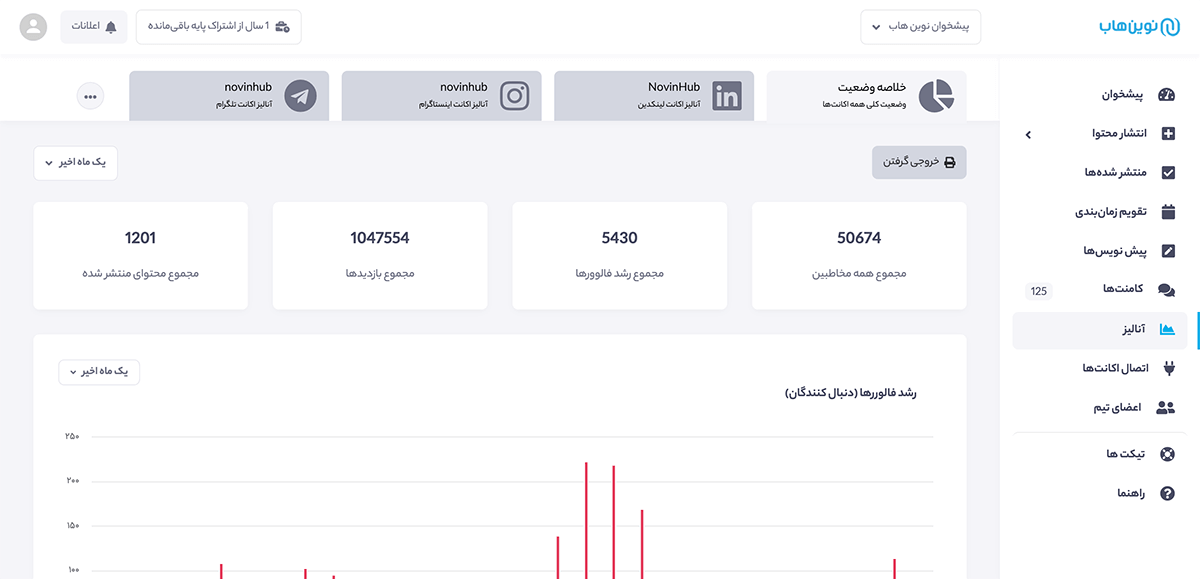 نوین‌هاب
پیشخوان نوین هاب
1 سال از اشتراک پایه باقی‌مانده
اعلانات
پیشخوان
انتشار محتوا
منتشر شده‌ها
تقویم زمان‌بندی
پیش نویس‌ها
کامنت‌ها
125
آنالیز
اتصال اکانت‌ها
اعضای تیم
تیکت ها
راهنما
خلاصه وضعیت
وضعیت کلی همه اکانت‌ها
NovinHub
آنالیز اکانت لینکدین
novinhub
آنالیز اکانت اینستاگرام
novinhub
آنالیز اکانت تلگرام
خروجی گرفتن
یک ماه اخیر
50674
مجموع همه مخاطبین
5430
مجموع رشد فالوورها
1047554
مجموع بازدیدها
1201
مجموع محتوای منتشر شده
یک ماه اخیر
رشد فالوررها (دنبال کنندگان)
۲۵۰
۲۰۰
۱۵۰
۱۰۰